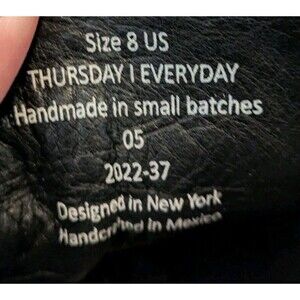 Size 8 US
THURSDAY | EVERYDAY
Handmade in small batches
05
2022-37
Designed in New York
Handcrafted in Mexico